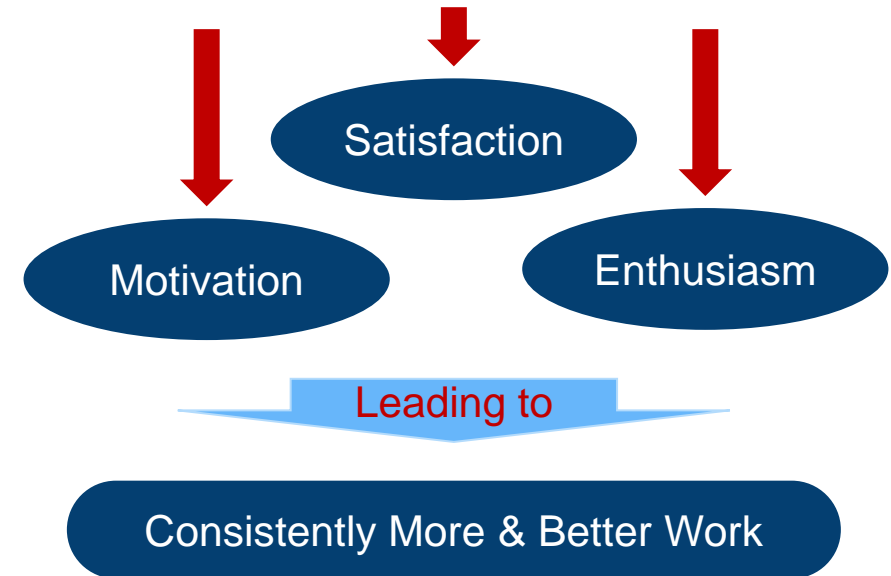 Satisfaction
Motivation
Enthusiasm
Leading to
Consistently More & Better Work